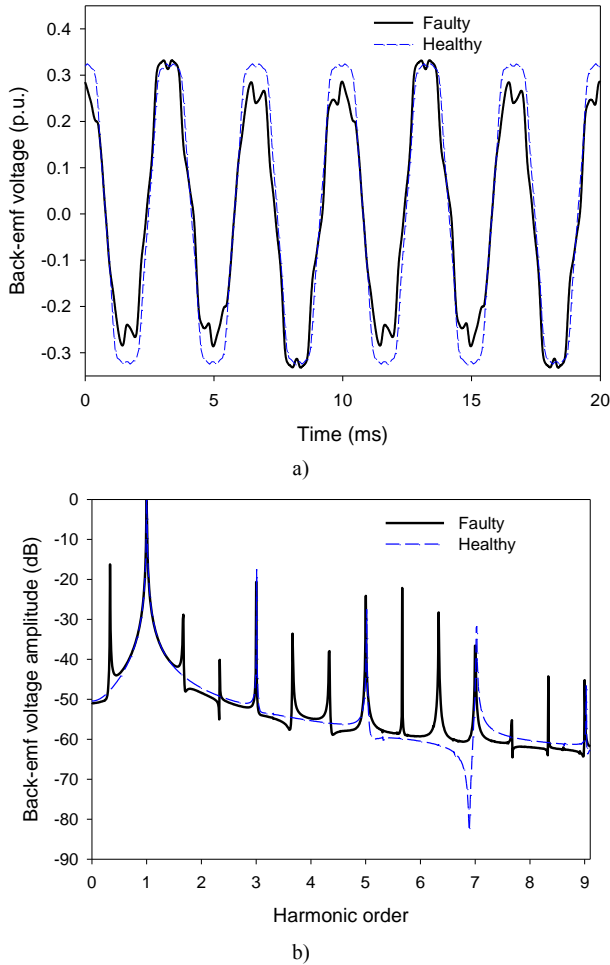 Faulty
Healthy
Back-emf voltage (p.u.)
0.4
0.3
0.2
0.1
0.0
-0.1
-0.2
-0.3
0 5 10 15 20
Time (ms)
a)
Faulty
Healthy
Back-emf voltage amplitude (dB)
0
-10
-20
-30
-40
-50
-60
-70
-80
-90
0 1 2 3 4 5 6 7 8 9
Harmonic order
b)